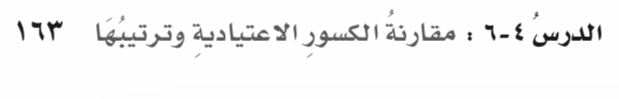 الدرسُ ٤-٦ : مقارنةُ الكسورِ الاعتياديةِ وترتيبُهَا ١٦٣